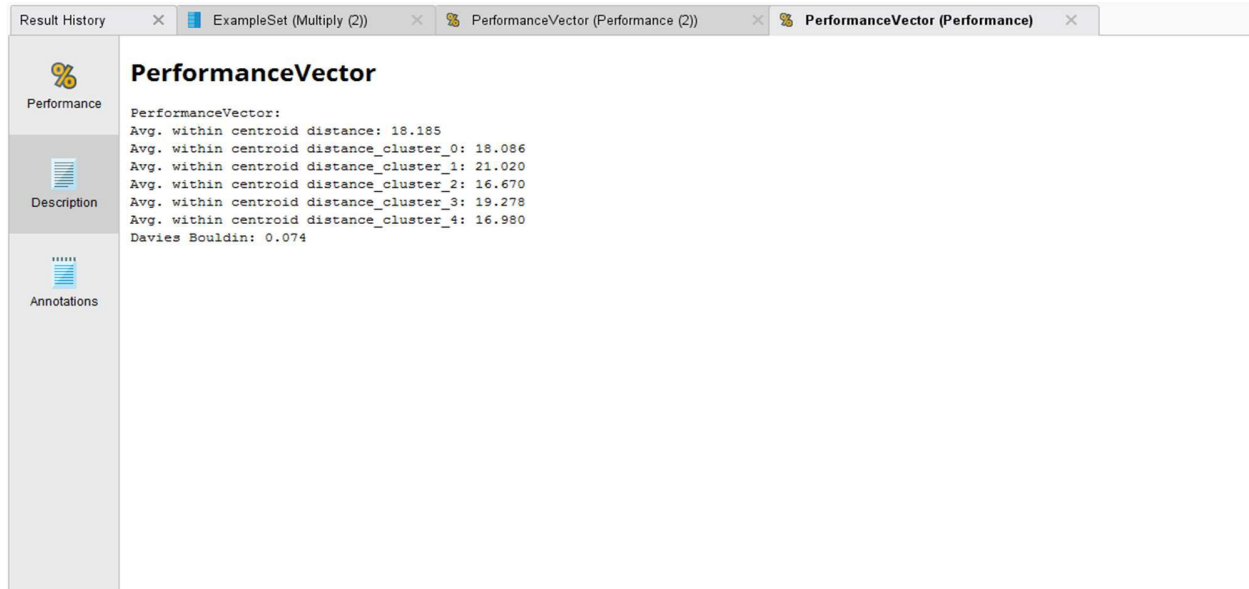 Result History
ExampleSet (Multiply (2))
PerformanceVector (Performance (2))
PerformanceVector (Performance)
%
Performance
Description
Annotations
PerformanceVector
PerformanceVector:
Avg. within centroid distance: 18.185
Avg. within centroid distance_cluster_0: 18.086
Avg. within centroid distance_cluster_1: 21.020
Avg. within centroid distance_cluster_2: 16.670
Avg. within centroid distance_cluster_3: 19.278
Avg. within centroid distance_cluster_4: 16.980
Davies Bouldin: 0.074